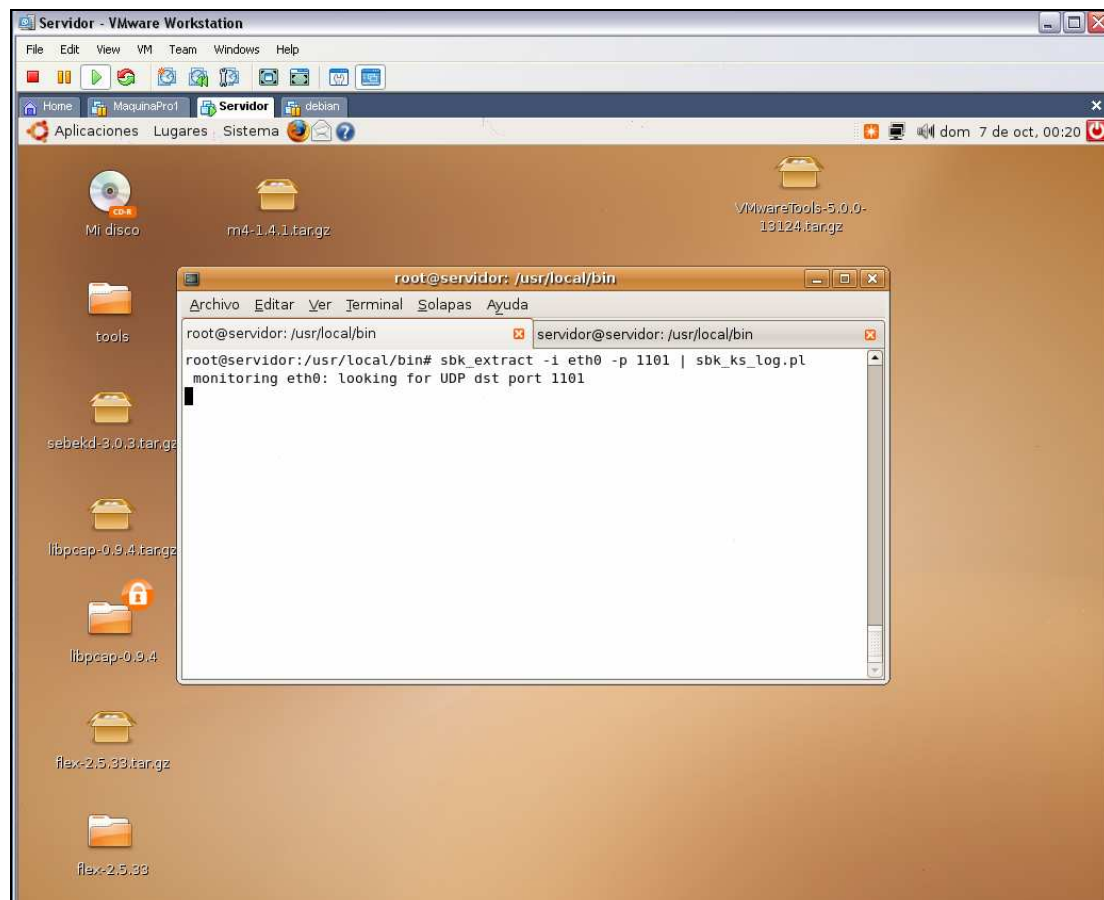 Servidor - VMware Workstation
File Edit View VM Team Windows Help
Home MaquinaPro1 Servidor debian
Aplicaciones Lugares Sistema dom 7 de oct, 00:20
CD-R
Mi disco
m4-1.4.1.tar.gz
VMwareTools-5.0.0-
13124.tar.gz
root@servidor: /usr/local/bin
Archivo Editar Ver Terminal Solapas Ayuda
root@servidor: /usr/local/bin servidor@servidor: /usr/local/bin
root@servidor:/usr/local/bin# sbk_extract -i eth0 -p 1101 | sbk_ks_log.pl
monitoring eth0: looking for UDP dst port 1101
tools
sebekd-3.0.3.tar.gz
libpcap-0.9.4.tar.gz
libpcap-0.9.4
flex-2.5.33.tar.gz
flex-2.5.33